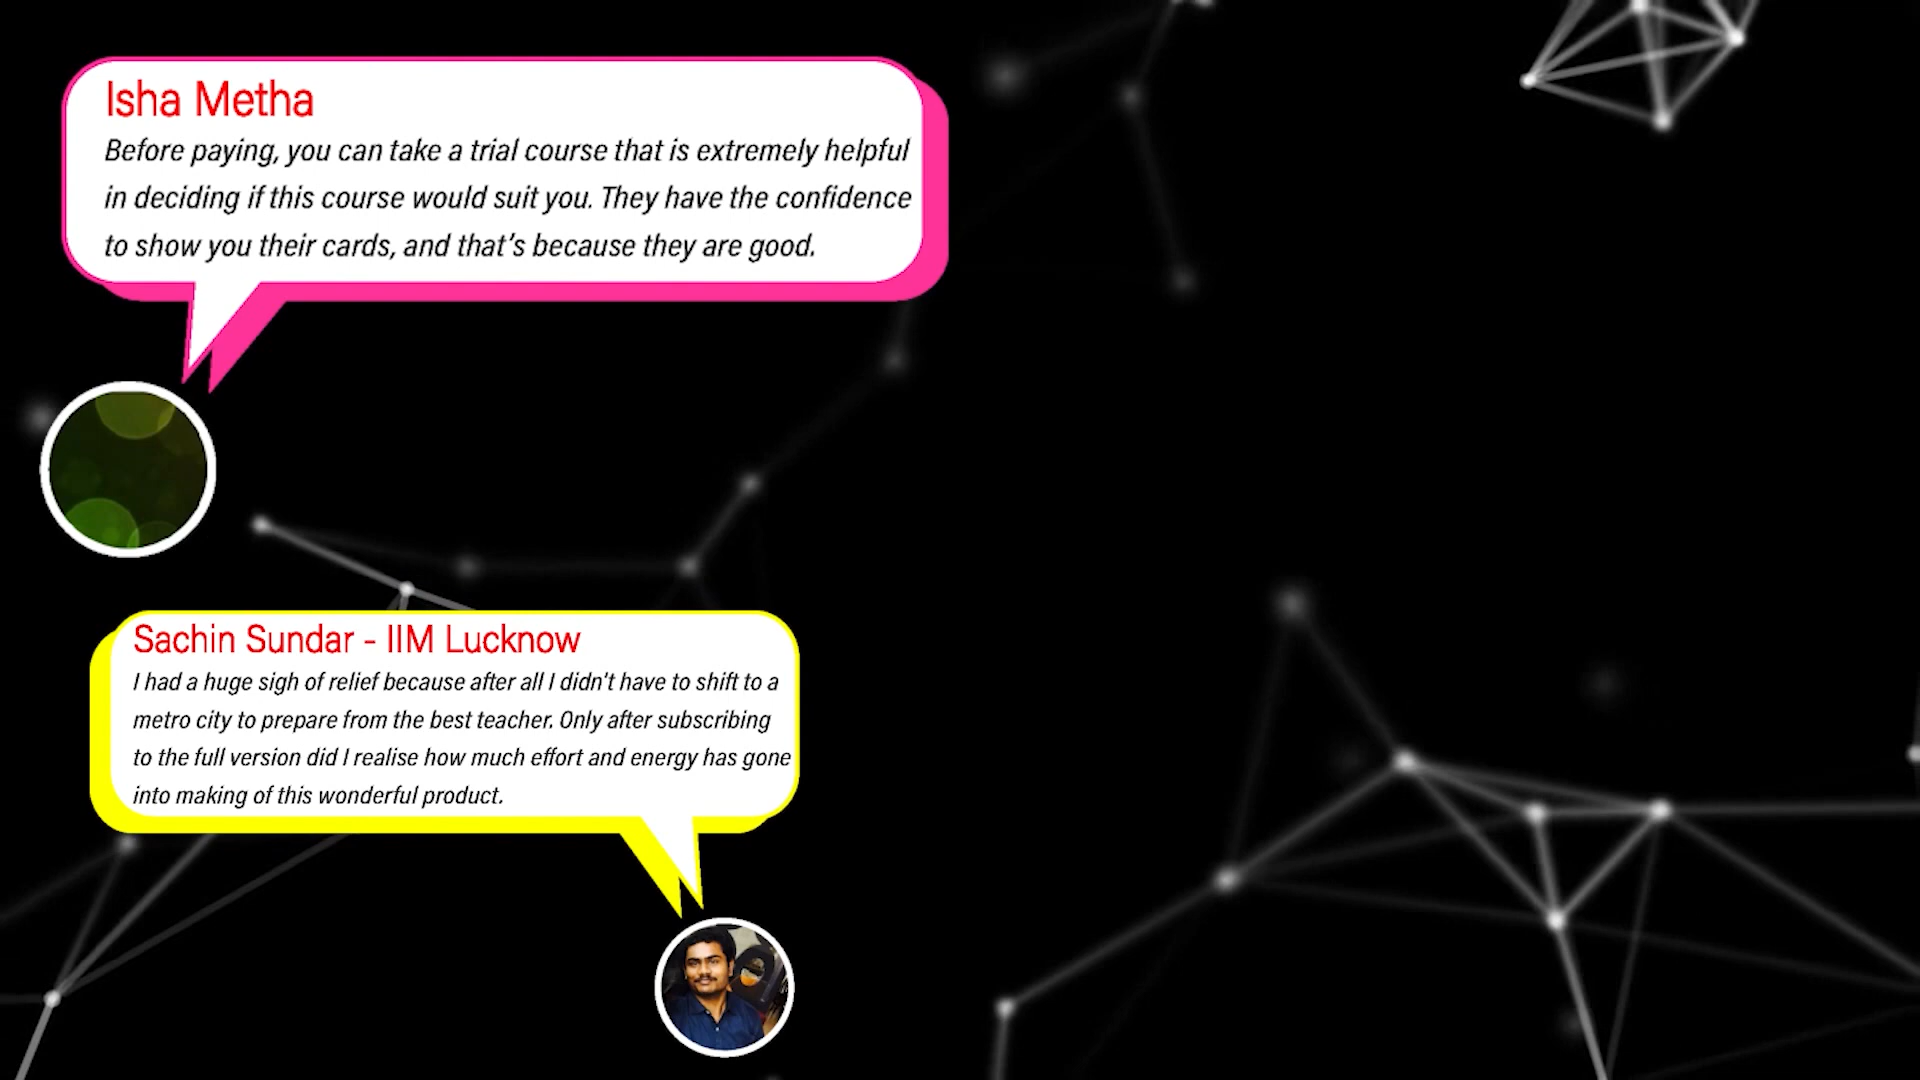 Isha Metha
Before paying, you can take a trial course that is extremely helpful
in deciding if this course would suit you. They have the confidence
to show you their cards, and that's because they are good.
Sachin Sundar - IIM Lucknow
I had a huge sigh of relief because after all I didn't have to shift to a
metro city to prepare from the best teacher. Only after subscribing
to the full version did I realise how much effort and energy has gone
into making of this wonderful product.